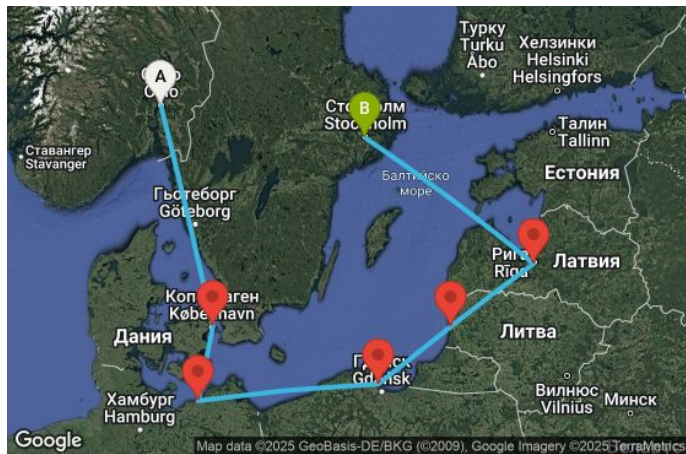 Турку
Turku
Åbo
Хелзинки
Helsinki
Helsingfors
A
B
Oslo
Стокхолм
Stockholm
Талин
Tallinn
Ставангер
Stavanger
Балтийско
море
Естония
Гьотеборг
Göteborg
Рига
Rīga
Латвия
Копенхаген
København
Дания
Литва
Гданск
Gdańsk
Хамбург
Hamburg
Вилнюс
Vilnius
Минск
Google
Map data ©2025 GeoBasis-DE/BKG (©2009), Google Imagery ©2025 TerraMetrics